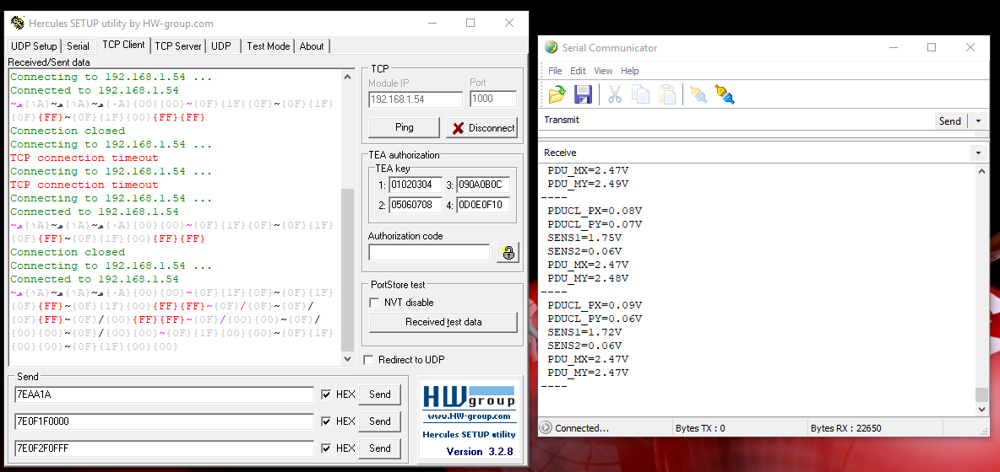 Hercules SETUP utility by HW-group.com
UDP Setup Serial TCP Client TCP Server UDP Test Mode About
Received/Sent data
Connecting to 192.168.1.54 ...
Connected to 192.168.1.54
{00}{00}~{0F}{1F}{0F}~{0F}{1F}
{0F}{FF}~{0F}{1F}{00}{FF}{FF}
Connection closed
Connecting to 192.168.1.54 ...
TCP connection timeout
Connecting to 192.168.1.54 ...
TCP connection timeout
Connecting to 192.168.1.54 ...
Connected to 192.168.1.54
{00}{00}~{0F}{1F}{0F}~{0F}{1F}
{0F}{FF}~{0F}{1F}{00}{FF}{FF}
Connection closed
Connecting to 192.168.1.54 ...
Connected to 192.168.1.54
{00}{00}~{0F}{1F}{0F}~{0F}{1F}
{0F}{FF}~{0F}{1F}{00}{FF}{FF}~{0F}/{0F}~{0F}/
{0F}{FF}~{0F}/{00}{FF}{FF}~{0F}/{00}{00}~{0F}/
{00}{00}~{0F}/{00}{00}~{0F}{1F}{00}{00}~{0F}{1F}
{00}{00}~{0F}{1F}{00}{00}
TCP
Module IP Port
192.168.1.54 1000
Ping Disconnect
TEA authorization
TEA key
1: 01020304 3: 090A0B0C
2: 05060708 4: 0D0E0F10
Authorization code
PortStore test
NVT disable
Received test data
Redirect to UDP
Send
7EAA1A HEX Send
7E0F1F0000 HEX Send
7E0F2F0FFF HEX Send
HWgroup
www.HW-group.com
Hercules SETUP utility
Version 3.2.8
Serial Communicator
File Edit View Help
Transmit Send
Receive
PDU_MX=2.47V
PDU_MY=2.49V
----
PDUCL_PX=0.08V
PDUCL_PY=0.07V
SENS1=1.75V
SENS2=0.06V
PDU_MX=2.47V
PDU_MY=2.48V
----
PDUCL_PX=0.09V
PDUCL_PY=0.06V
SENS1=1.72V
SENS2=0.06V
PDU_MX=2.47V
PDU_MY=2.47V
----
Connected... Bytes TX : 0 Bytes RX : 22650